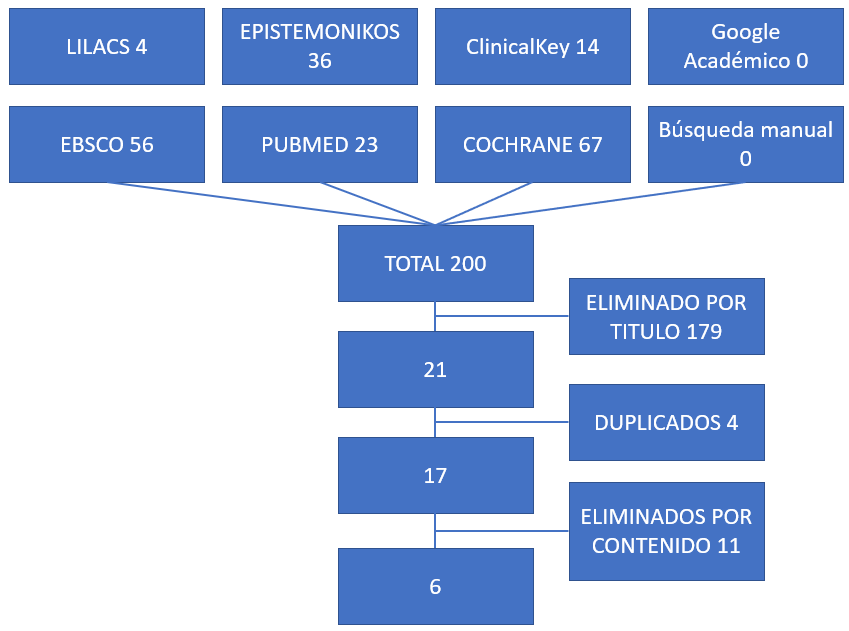 LILACS 4
EPISTEMONIKOS
36
ClinicalKey 14
Google
Académico 0
EBSCO 56
PUBMED 23
COCHRANE 67
Búsqueda manual
0
TOTAL 200
ELIMINADO POR
TITULO 179
21
DUPLICADOS 4
17
ELIMINADOS POR
CONTENIDO 11
6